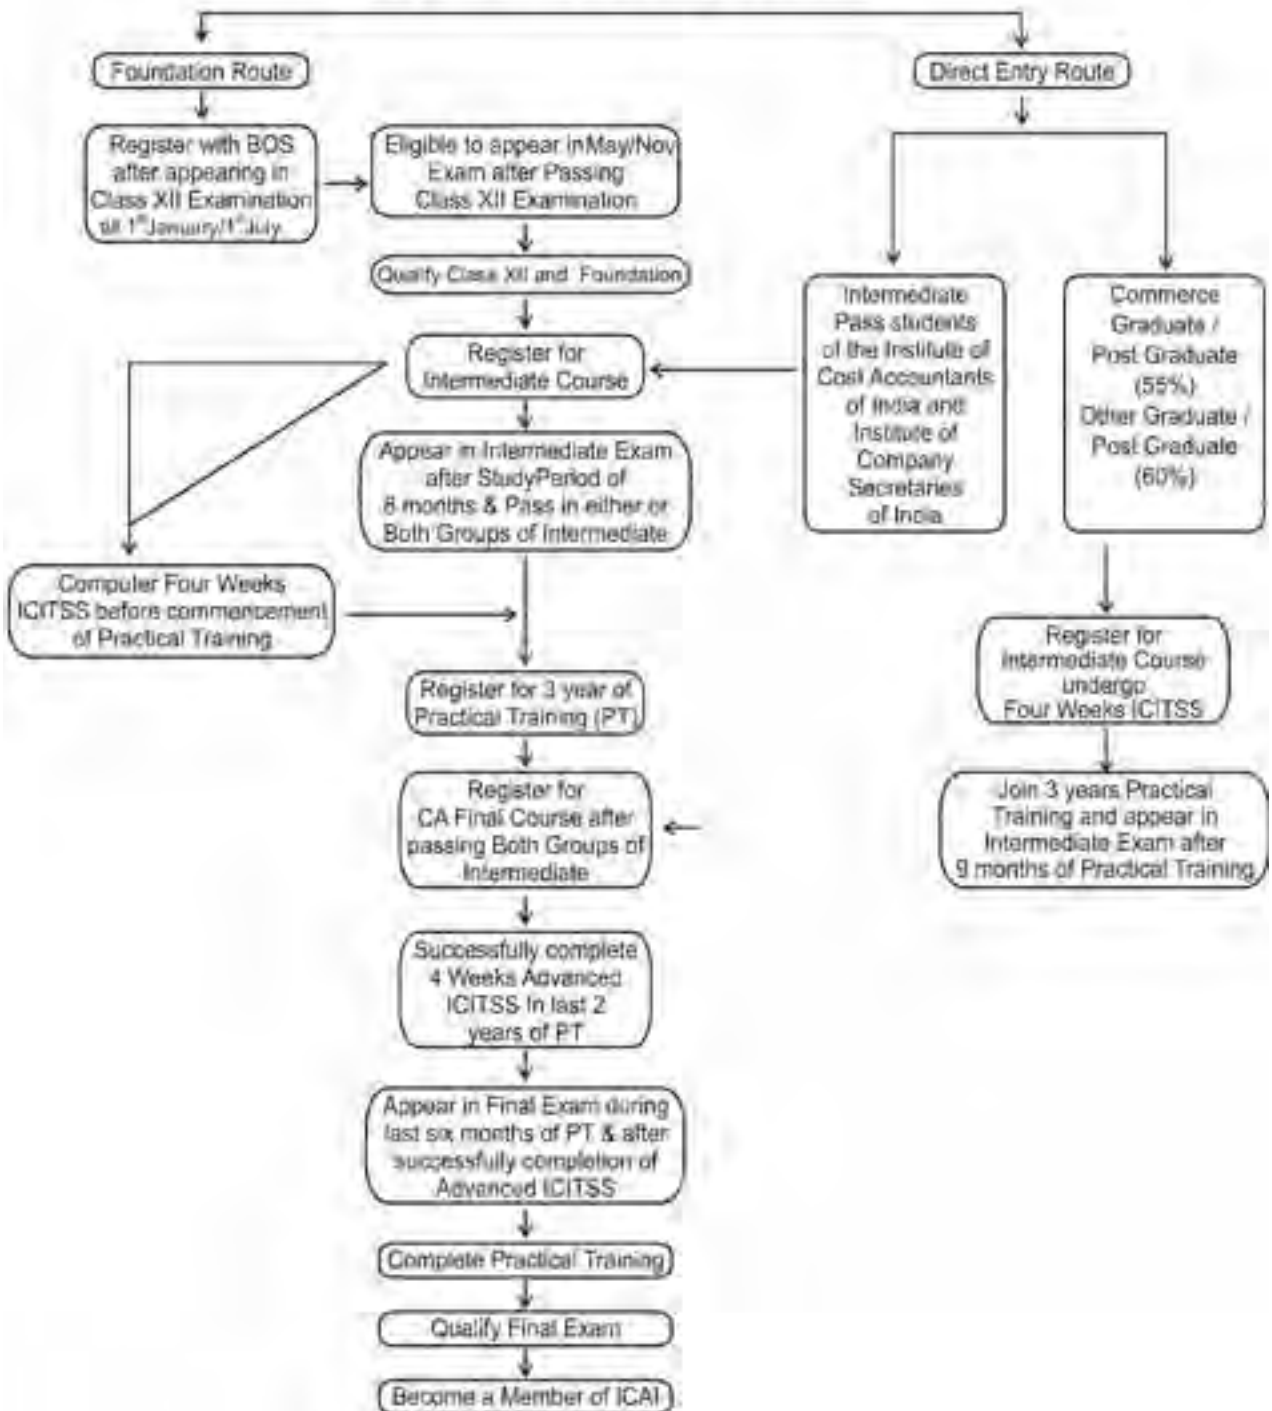 Foundation Route
Direct Entry Route
Register with BOS
after appearing in
Class XII Examination
till 1st January/1st July
Eligible to appear in May/Nov
Exam after Passing
Class XII Examination
Qualify Class XII and Foundation
Register for
Intermediate Course
Intermediate
Pass students
of the Institute of
Cost Accountants
of India and
Institute of
Company
Secretaries
of India
Commerce
Graduate /
Post Graduate
(55%)
Other Graduate /
Post Graduate
(60%)
Appear in Intermediate Exam
after StudyPeriod of
8 months & Pass in either or
Both Groups of Intermediate
Computer Four Weeks
ICITSS before commencement
of Practical Training
Register for
Intermediate Course
undergo
Four Weeks ICITSS
Register for 3 year of
Practical Training (PT)
Join 3 years Practical
Training and appear in
Intermediate Exam after
9 months of Practical Training
Register for
CA Final Course after
passing Both Groups of
Intermediate
Successfully complete
4 Weeks Advanced
ICITSS In last 2
years of PT
Appear in Final Exam during
last six months of PT & after
successfully completion of
Advanced ICITSS
Complete Practical Training
Qualify Final Exam
Become a Member of ICAI